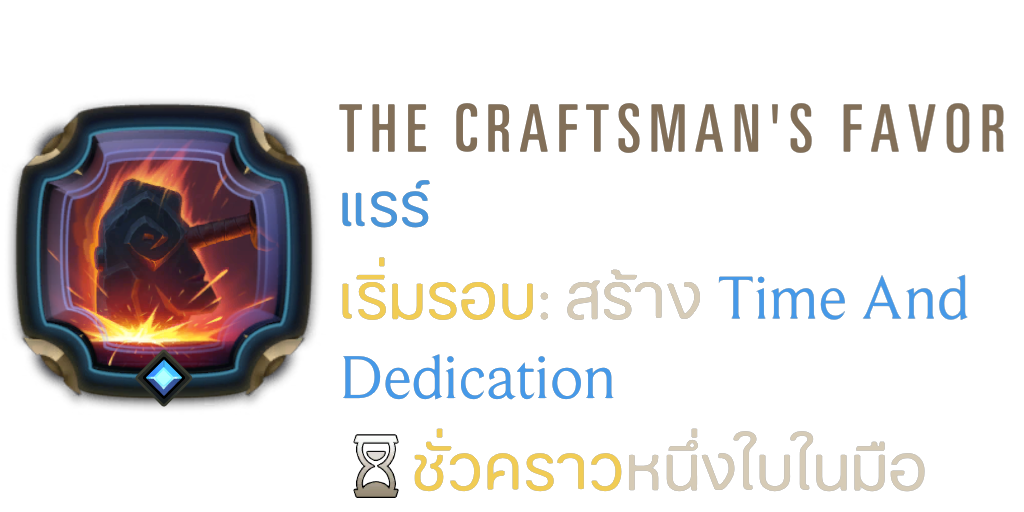 THE CRAFTSMAN'S FAVOR
แรร์
เริ่มรอบ: สร้าง Time And
Dedication
ชั่วคราวหนึ่งใบในมือ